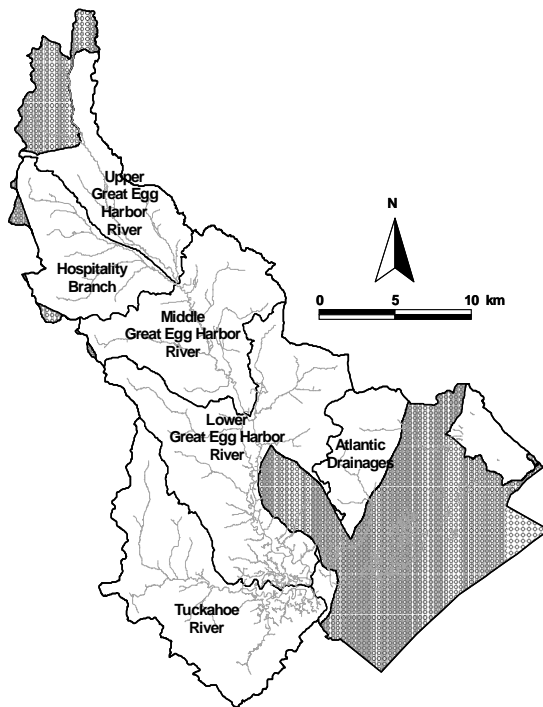 Upper
Great Egg
Harbor
River
N
Hospitality
Branch
0 5 10 km
Middle
Great Egg Harbor
River
Lower
Great Egg Harbor
River
Atlantic
Drainages
Tuckahoe
River